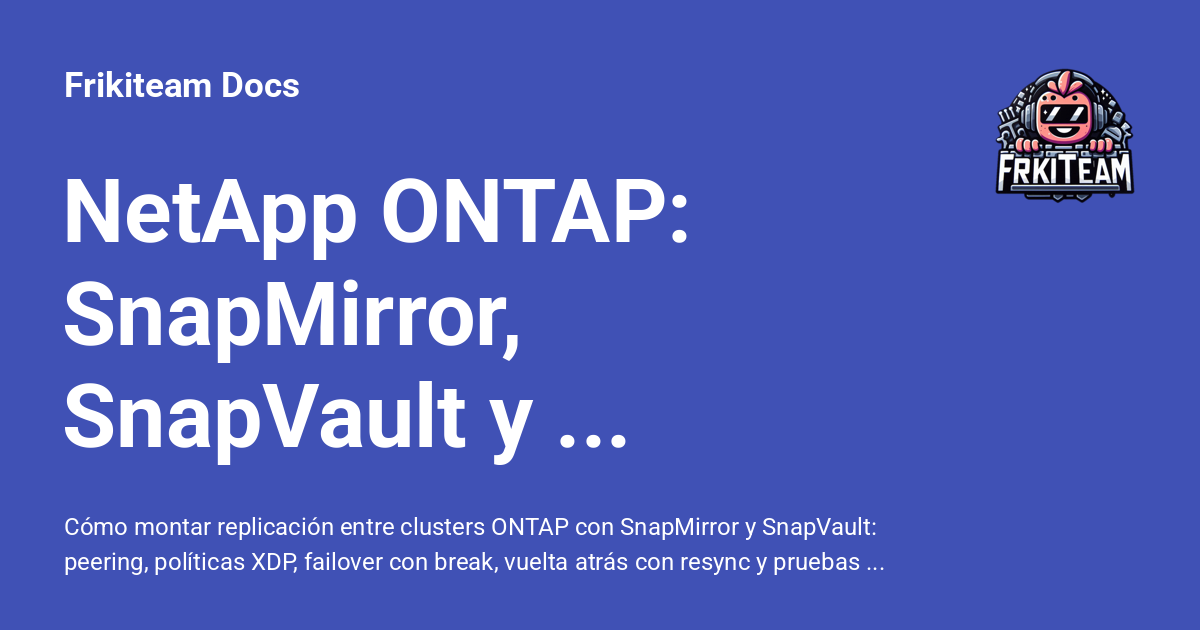 Frikiteam Docs
FRKITEAM
NetApp ONTAP:
SnapMirror,
SnapVault y ...
Cómo montar replicación entre clusters ONTAP con SnapMirror y SnapVault:
peering, políticas XDP, failover con break, vuelta atrás con resync y pruebas ...